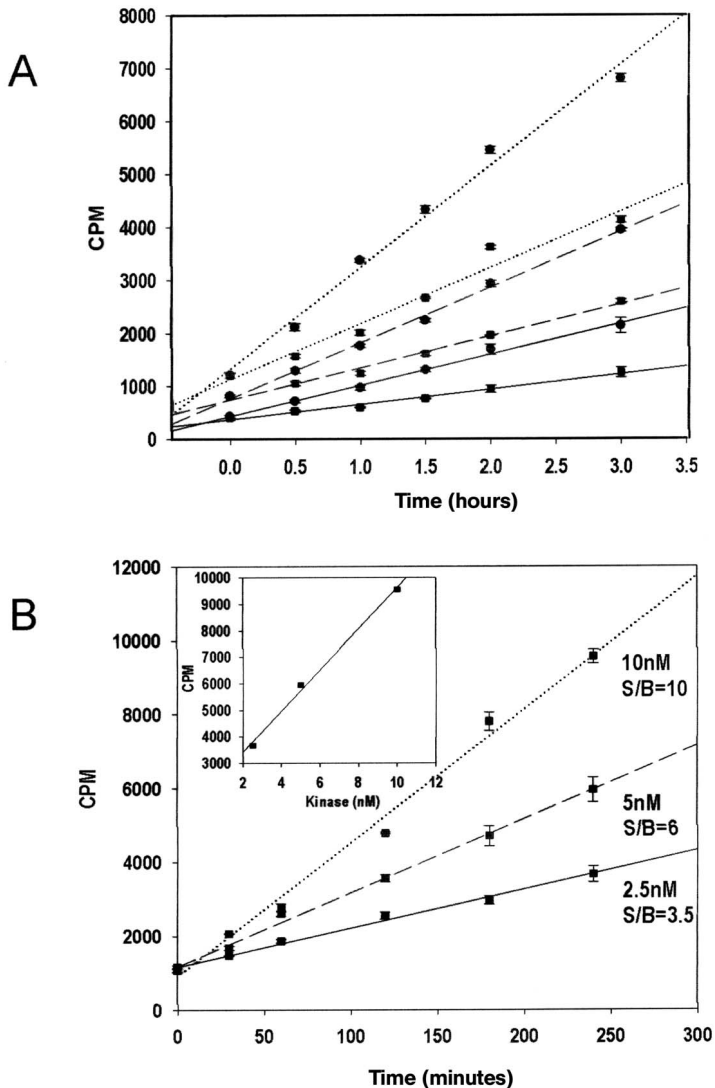 A
8000
7000
6000
5000
4000
3000
2000
1000
0
CPM
0.0 0.5 1.0 1.5 2.0 2.5 3.0 3.5
Time (hours)
B
12000
10000
8000
6000
4000
2000
0
CPM
10000
9000
8000
7000
6000
5000
4000
3000
CPM
2 4 6 8 10 12
Kinase (nM)
10nM
S/B=10
5nM
S/B=6
2.5nM
S/B=3.5
0 50 100 150 200 250 300
Time (minutes)